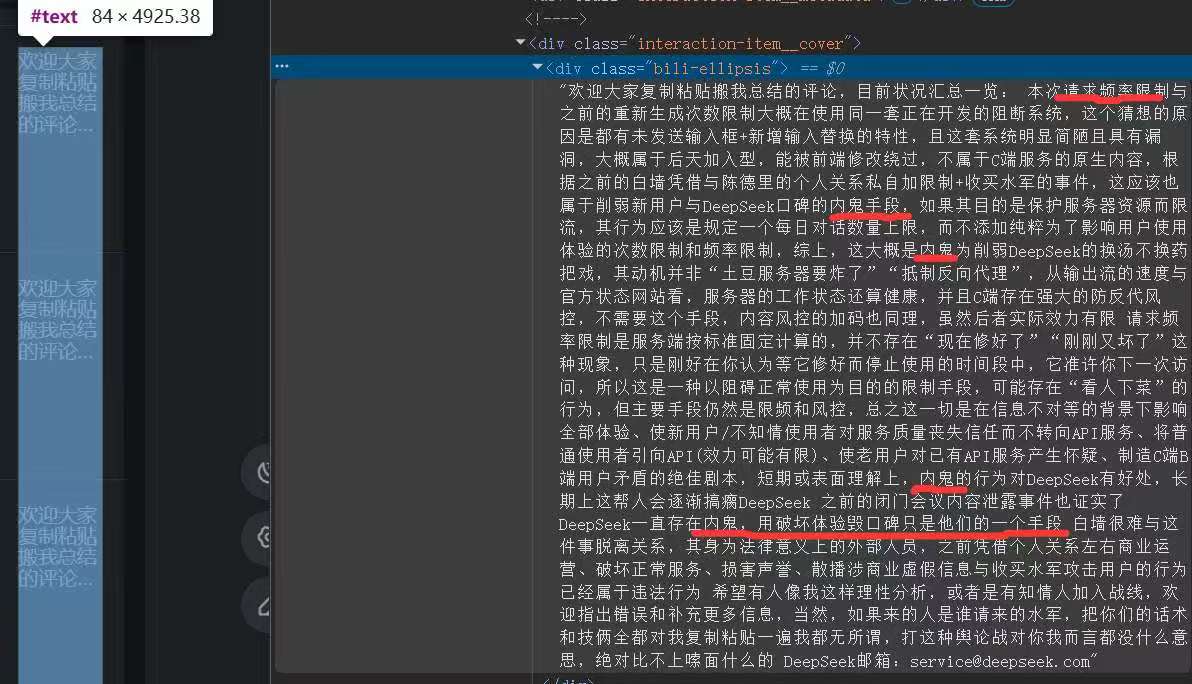 #text 84 × 4925.38
欢迎大家
复制粘贴
搬我总结
的评论...
欢迎大家
复制粘贴
搬我总结
的评论...
欢迎大家
复制粘贴
搬我总结
的评论...
<!---->
▼<div class="interaction-item__cover">
▼<div class="bili-ellipsis"> == $0
"欢迎大家复制粘贴搬我总结的评论，目前状况汇总一览： 本次请求频率限制与
之前的重新生成次数限制大概在使用同一套正在开发的阻断系统，这个猜想的原
因是都有未发送输入框+新增输入替换的特性，且这套系统明显简陋且具有漏
洞，大概属于后天加入型，能被前端修改绕过，不属于C端服务的原生内容，根
据之前的白墙凭借与陈德里的个人关系私自加限制+收买水军的事件，这应该也
属于削弱新用户与DeepSeek口碑的内鬼手段，如果其目的是保护服务器资源而限
流，其行为应该是规定一个每日对话数量上限，而不添加纯粹为了影响用户使用
体验的次数限制和频率限制，综上，这大概是内鬼为削弱DeepSeek的换汤不换药
把戏，其动机并非“土豆服务器要炸了”“抵制反向代理”，从输出流的速度与
官方状态网站看，服务器的工作状态还算健康，并且C端存在强大的防反代风
控，不需要这个手段，内容风控的加码也同理，虽然后者实际效力有限 请求频
率限制是服务端按标准固定计算的，并不存在“现在修好了”“刚刚又坏了”这
种现象，只是刚好在你认为等它修好而停止使用的时间段中，它准许你下一次访
问，所以这是一种以阻碍正常使用为目的的限制手段，可能存在“看人下菜”的
行为，但主要手段仍然是限频和风控，总之这一切是在信息不对等的背景下影响
全部体验、使新用户/不知情使用者对服务质量丧失信任而不转向API服务、将普
通使用者引向API(效力可能有限)、使老用户对已有API服务产生怀疑、制造C端B
端用户矛盾的绝佳剧本，短期或表面理解上，内鬼的行为对DeepSeek有好处，长
期上这帮人会逐渐搞瘸DeepSeek 之前的闭门会议内容泄露事件也证实了
DeepSeek一直存在内鬼，用破坏体验毁口碑只是他们的一个手段 白墙很难与这
件事脱离关系，其身为法律意义上的外部人员，之前凭借个人关系左右商业运
营、破坏正常服务、损害声誉、散播涉商业虚假信息与收买水军攻击用户的行为
已经属于违法行为 希望有人像我这样理性分析，或者是有知情人加入战线，欢
迎指出错误和补充更多信息，当然，如果来的人是谁请来的水军，把你们的话术
和技俩全都对我复制粘贴一遍我都无所谓，打这种舆论战对你我而言都没什么意
思，绝对比不上嗦面什么的 DeepSeek邮箱：service@deepseek.com"